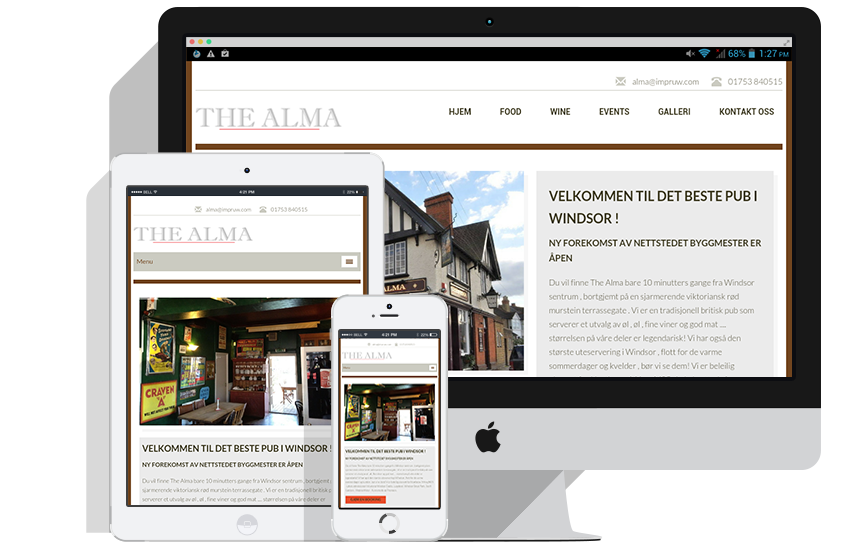 68% 1:27 PM
alma@impruw.com 01753 840515
THE ALMA
HJEM FOOD WINE EVENTS GALLERI KONTAKT OSS
VELKOMMEN TIL DET BESTE PUB I
WINDSOR !
NY FOREKOMST AV NETTSTEDET BYGGMESTER ER
ÅPEN
Du vil finne The Alma bare 10 minutters gange fra Windsor
sentrum , bortgjemt på en sjarmerende viktoriansk rød
murstein terrassegate . Vi er en tradisjonell britisk pub som
serverer et utvalg av øl , øl , fine viner og god mat ....
størrelsen på våre deler er legendarisk! Vi har også den
største uteservering i Windsor , flott for de varme
sommerdager og kvelder , bør vi se dem! Vi er beleilig
ALMA
BELL 4:21 PM 22%
alma@impruw.com 01753 840515
THE ALMA
Menu
CRAVEN
"A"
VELKOMMEN TIL DET BESTE PUB I WINDSOR !
NY FOREKOMST AV NETTSTEDET BYGGMESTER ER ÅPEN
Du vil finne The Alma bare 10 minutters gange fra Windsor sentrum , bortgjemt
sjarmerende viktoriansk rød murstein terrassegate . Vi er en tradisjonell britisk p
serverer et utvalg av øl , øl , fine viner og god mat .... størrelsen på våre deler er
BELL 4:21 PM 22%
THE ALMA
Menu
VELKOMMEN TIL DET BESTE PUB I WINDSOR !
NY FOREKOMST AV NETTSTEDET BYGGMESTER ER ÅPEN